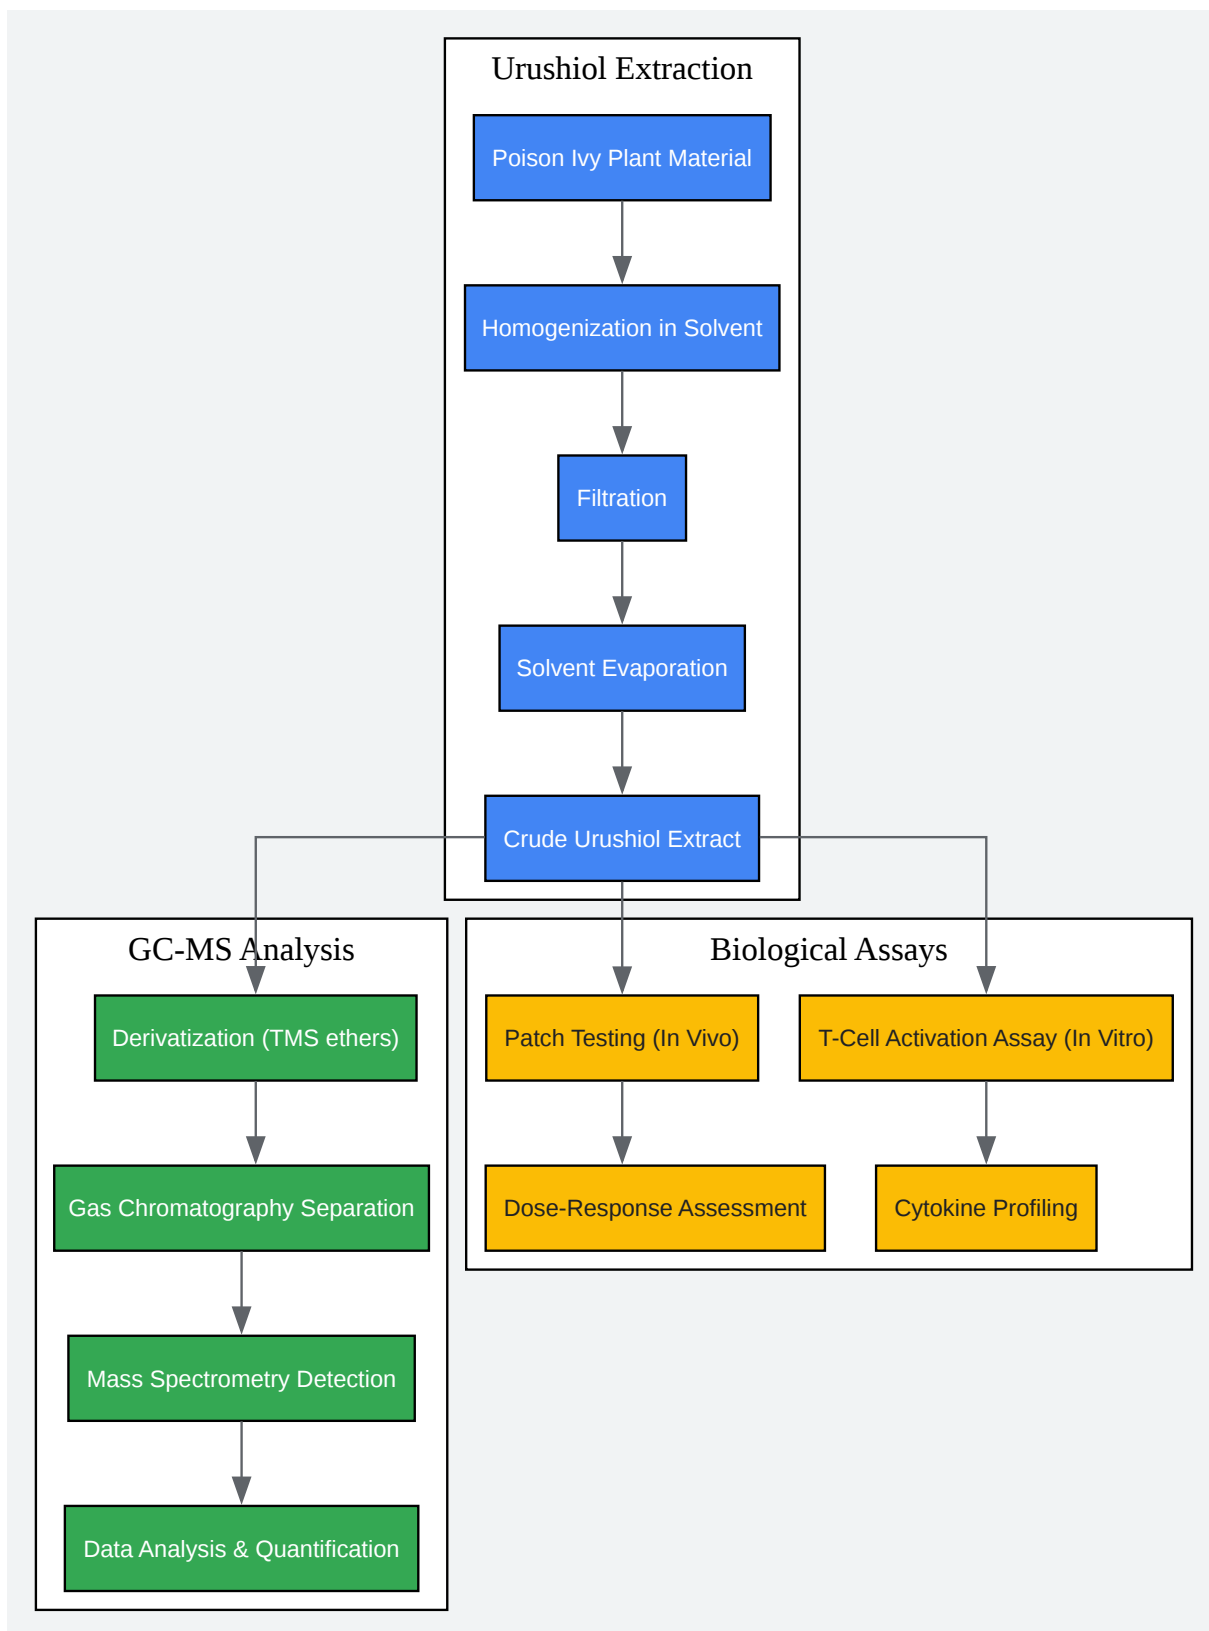 Urushiol Extraction
Poison Ivy Plant Material
Homogenization in Solvent
Filtration
Solvent Evaporation
Crude Urushiol Extract
GC-MS Analysis
Derivatization (TMS ethers)
Gas Chromatography Separation
Mass Spectrometry Detection
Data Analysis & Quantification
Biological Assays
Patch Testing (In Vivo)
T-Cell Activation Assay (In Vitro)
Dose-Response Assessment
Cytokine Profiling